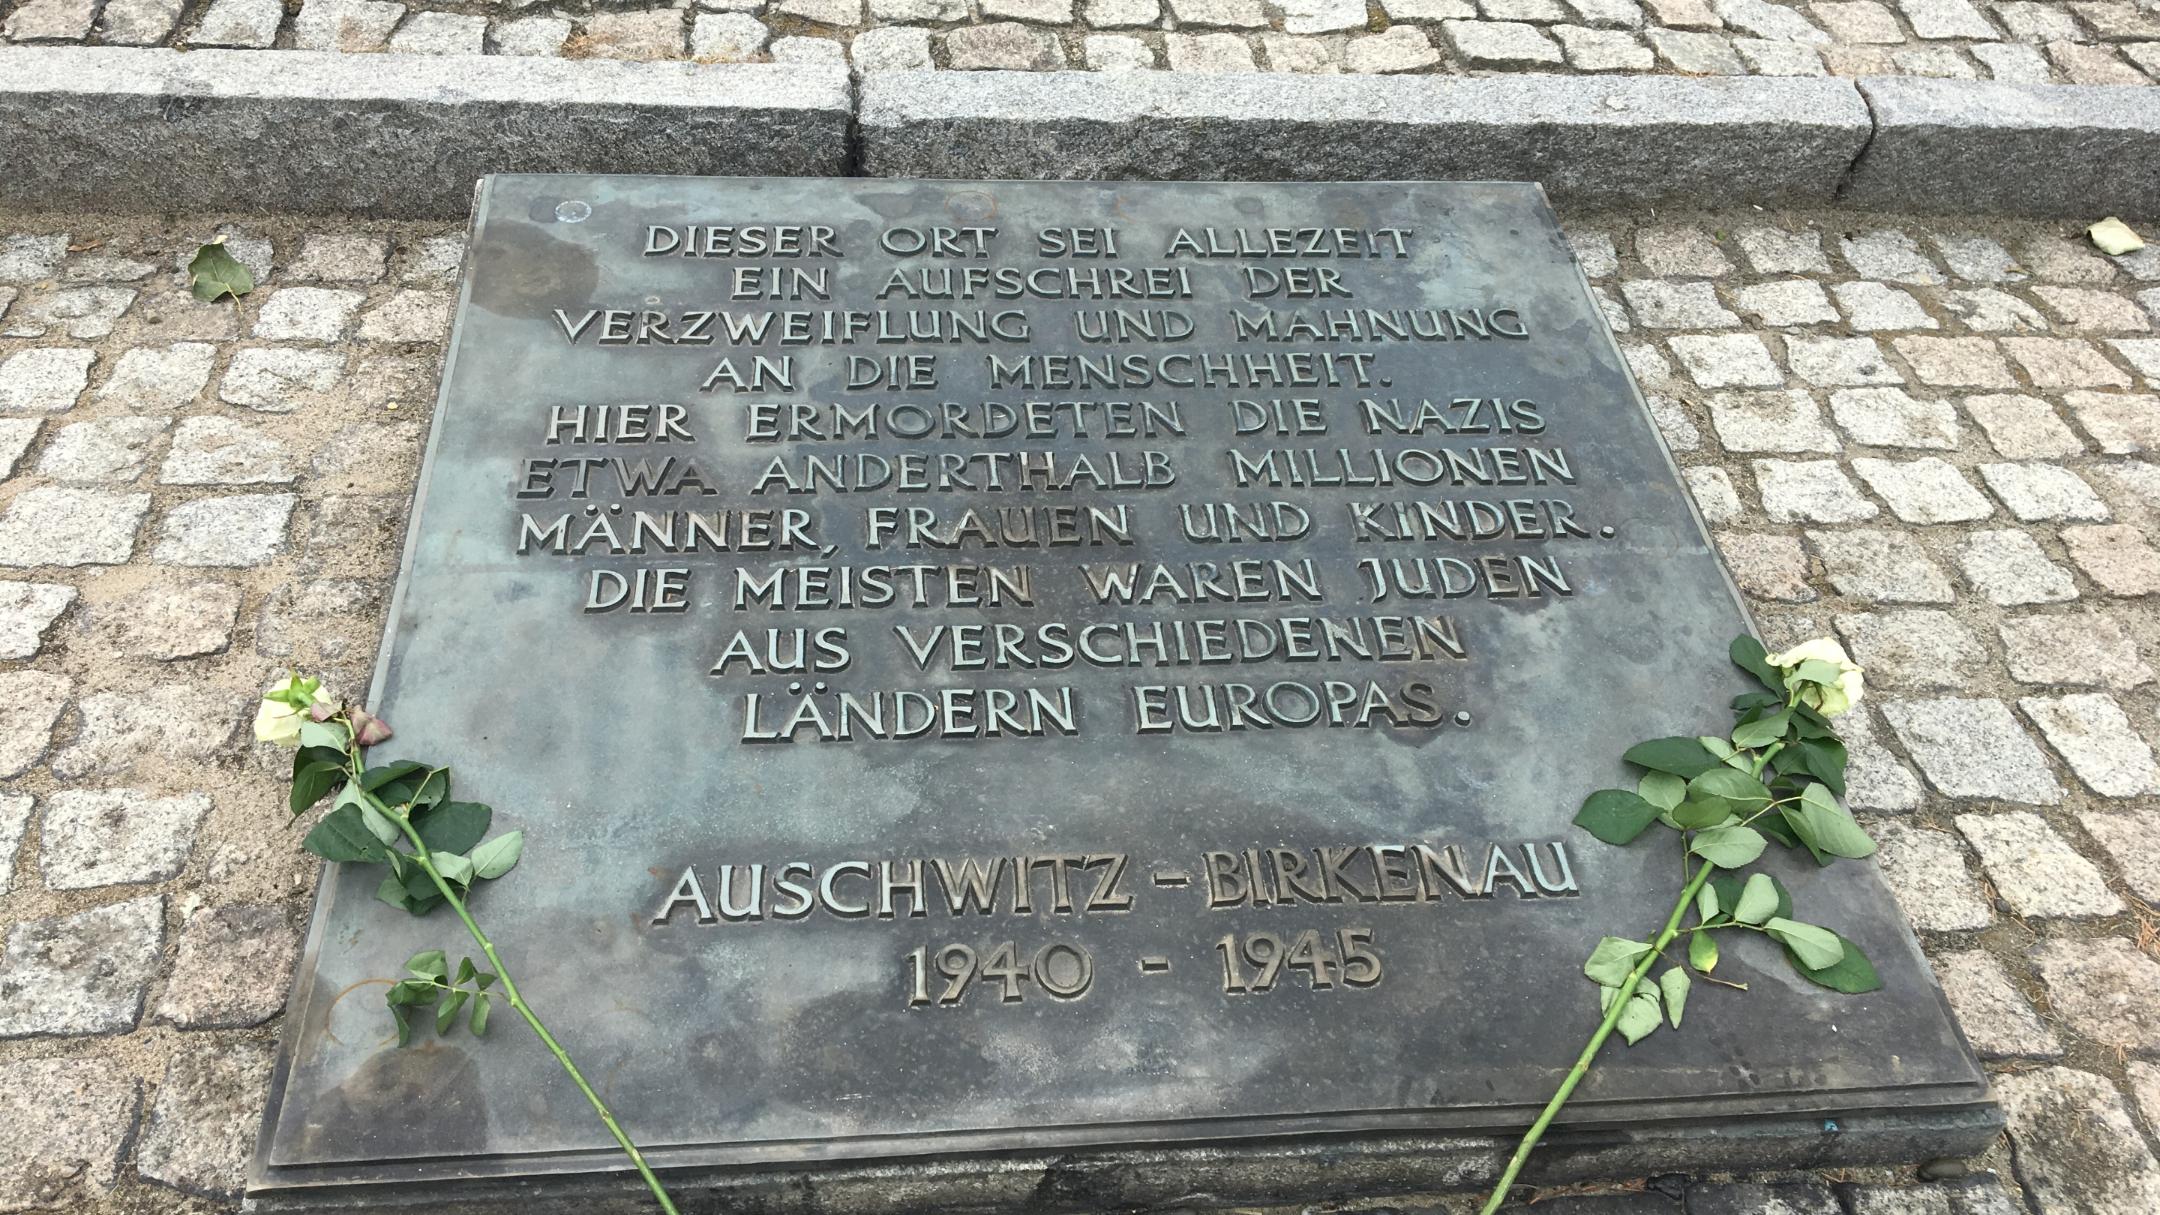 DIESER ORT SEI ALLEZEIT
EIN AUFSCHREI DER
VERZWEIFLUNG UND MAHNUNG
AN DIE MENSCHHEIT.
HIER ERMORDETEN DIE NAZIS
ETWA ANDERTHALB MILLIONEN
MÄNNER, FRAUEN UND KINDER.
DIE MEISTEN WAREN JUDEN
AUS VERSCHIEDENEN
LÄNDERN EUROPAS.
AUSCHWITZ - BIRKENAU
1940 - 1945